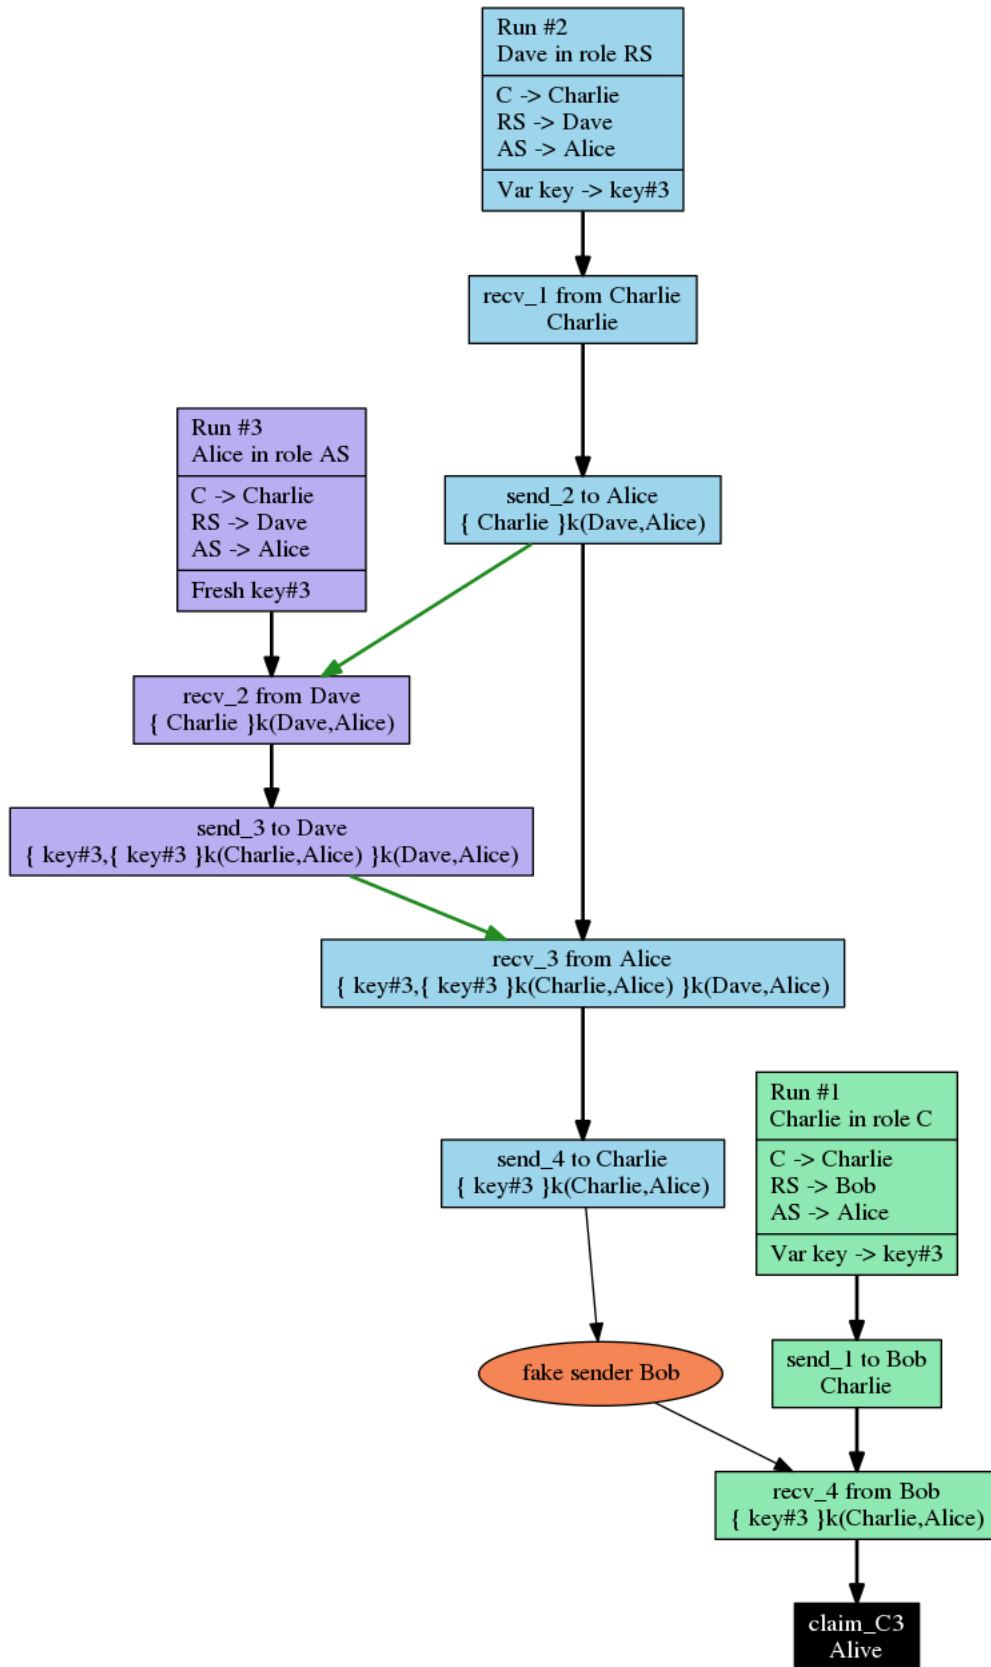 Run #2
Dave in role RS
C -> Charlie
RS -> Dave
AS -> Alice
Var key -> key#3
recv_1 from Charlie
Charlie
Run #3
Alice in role AS
C -> Charlie
RS -> Dave
AS -> Alice
Fresh key#3
send_2 to Alice
{ Charlie }k(Dave,Alice)
recv_2 from Dave
{ Charlie }k(Dave,Alice)
send_3 to Dave
{ key#3,{ key#3 }k(Charlie,Alice) }k(Dave,Alice)
recv_3 from Alice
{ key#3,{ key#3 }k(Charlie,Alice) }k(Dave,Alice)
Run #1
Charlie in role C
C -> Charlie
RS -> Bob
AS -> Alice
Var key -> key#3
send_4 to Charlie
{ key#3 }k(Charlie,Alice)
fake sender Bob
send_1 to Bob
Charlie
recv_4 from Bob
{ key#3 }k(Charlie,Alice)
claim_C3
Alive